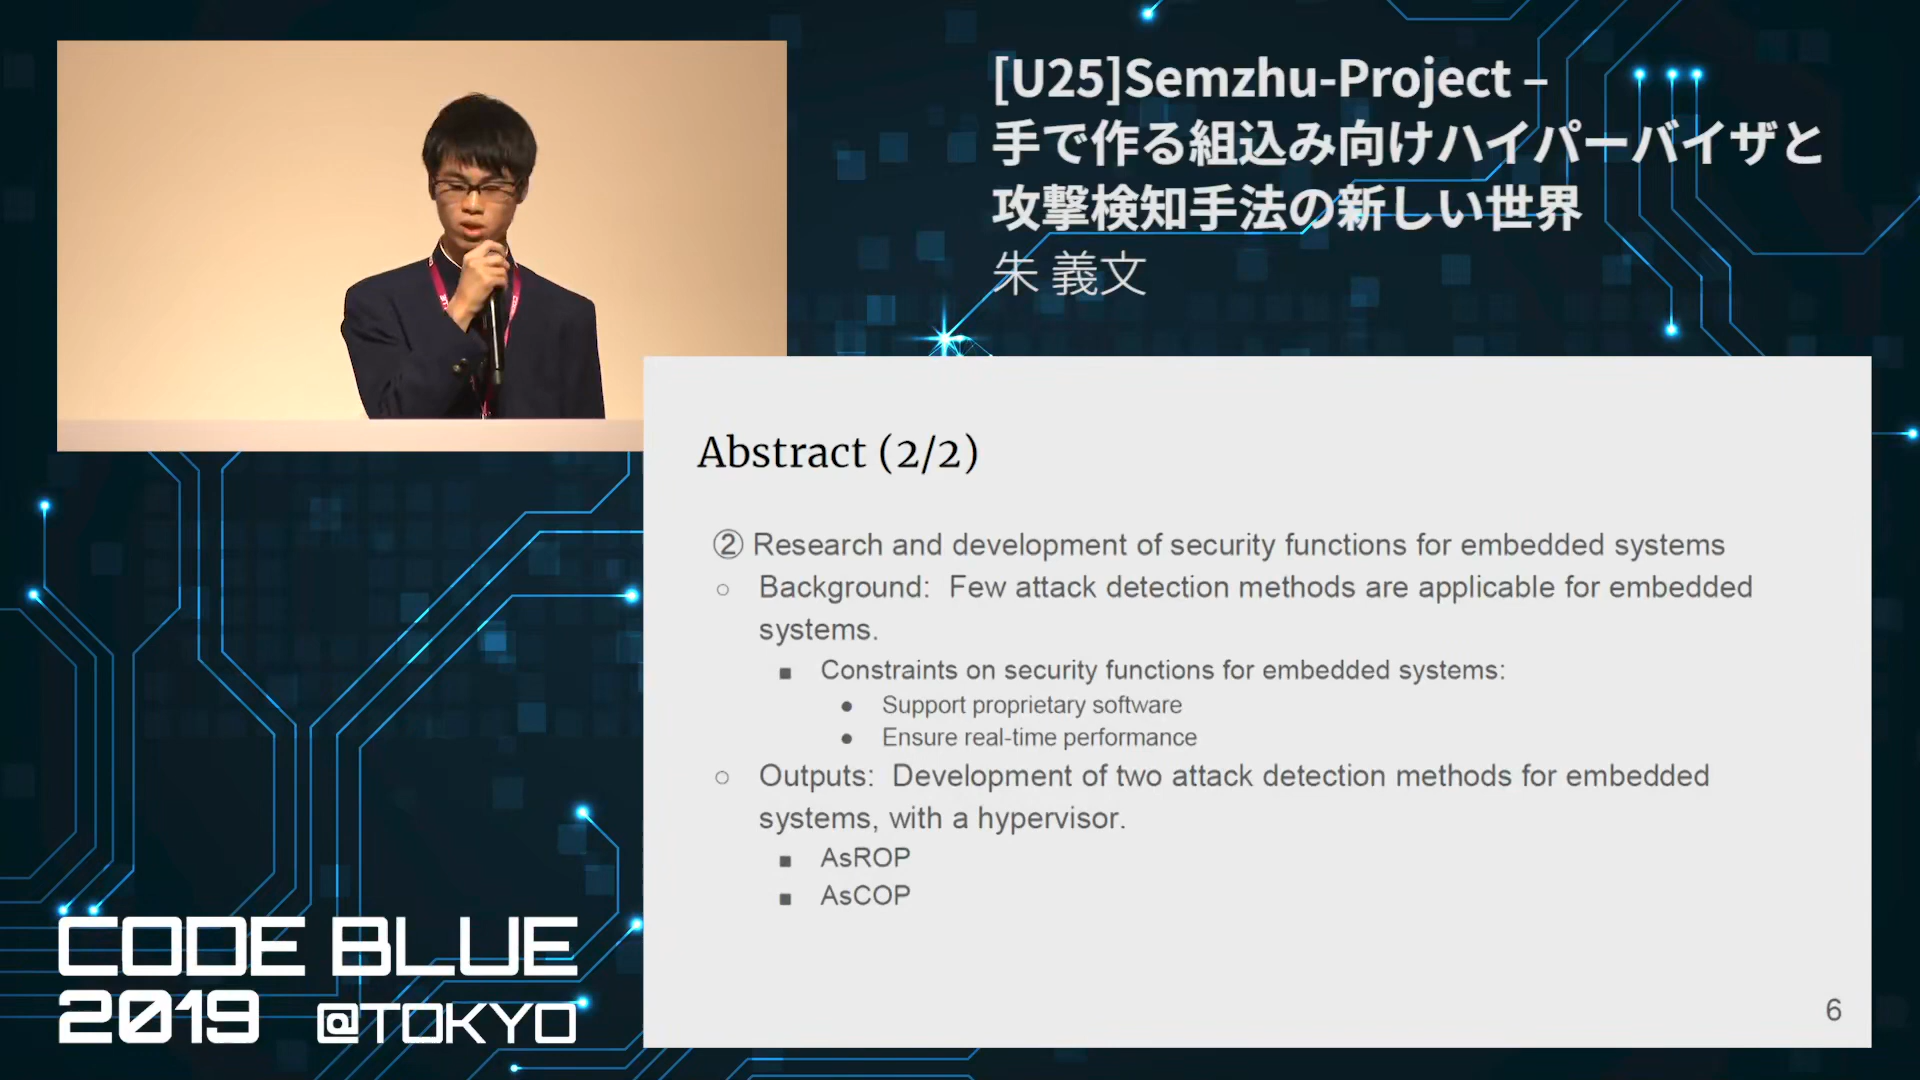 [U25]Semzhu-Project –
手で作る組込み向けハイパーバイザと
攻撃検知手法の新しい世界
朱 義文
Abstract (2/2)
② Research and development of security functions for embedded systems
○ Background: Few attack detection methods are applicable for embedded
systems.
■ Constraints on security functions for embedded systems:
● Support proprietary software
● Ensure real-time performance
○ Outputs: Development of two attack detection methods for embedded
systems, with a hypervisor.
■ AsROP
■ AsCOP
6
CODE BLUE
2019 @TOKYO